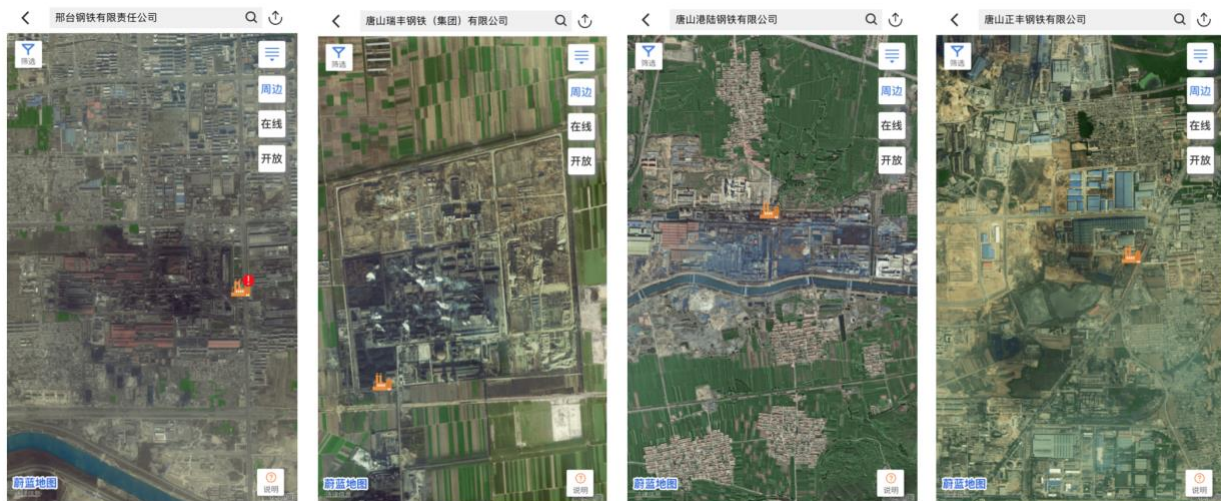 邢台钢铁有限责任公司
筛选
周边
在线
开放
蔚蓝地图
说明
唐山瑞丰钢铁（集团）有限公司
筛选
周边
在线
开放
蔚蓝地图
说明
唐山港陆钢铁有限公司
筛选
周边
在线
开放
蔚蓝地图
说明
唐山正丰钢铁有限公司
筛选
周边
在线
开放
蔚蓝地图
说明